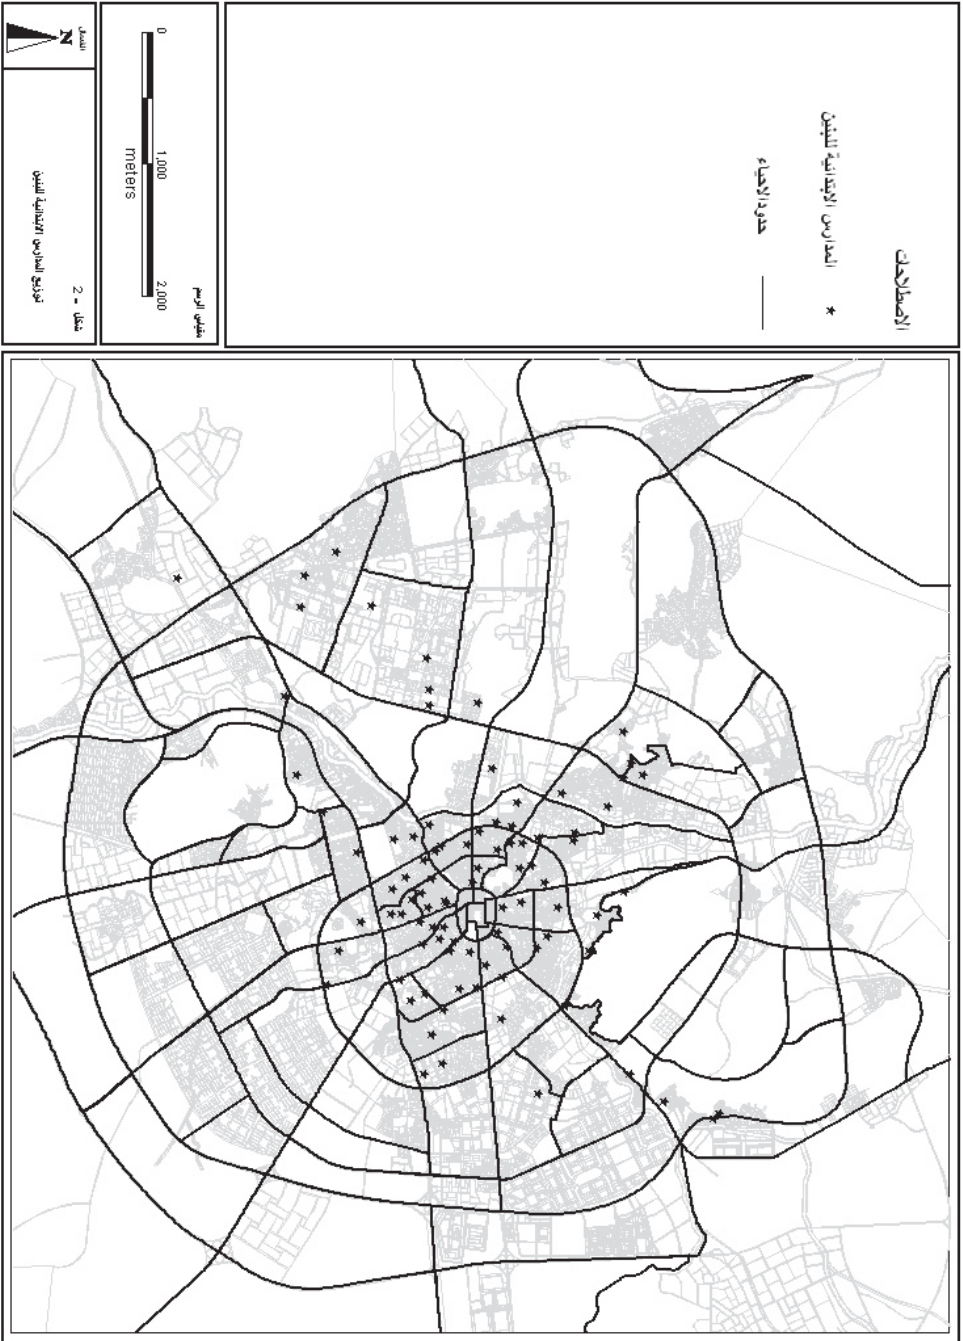 الاصطلاحات
المدارس الابتدائية للبنين
حدود الاحياء
مقياس الرسم
0 1,000 2,000
meters
شكل - 2
توزيع المدارس الابتدائية للبنين
الشمال
N